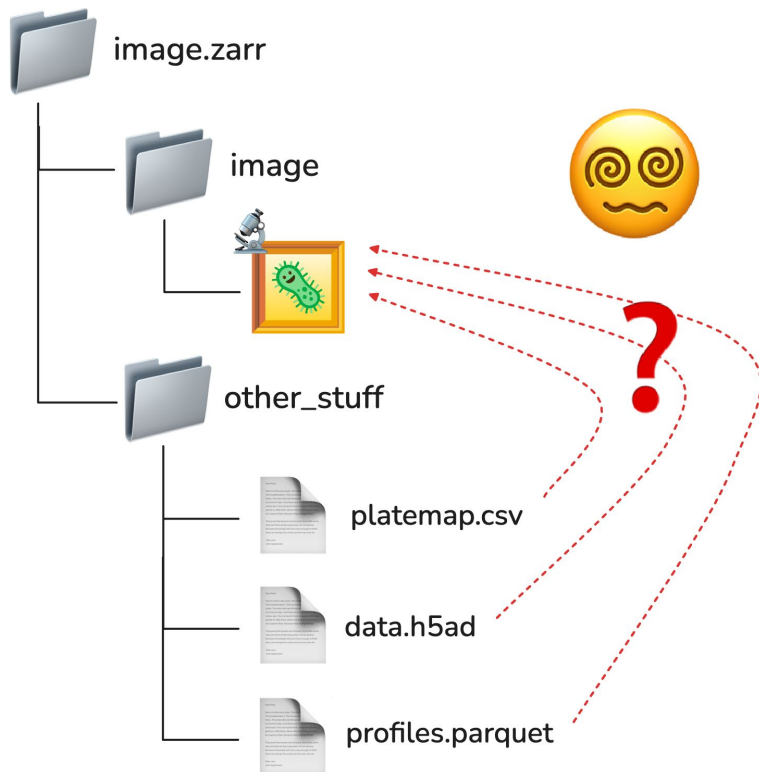 image.zarr
image
?
other_stuff
platemap.csv
data.h5ad
profiles.parquet